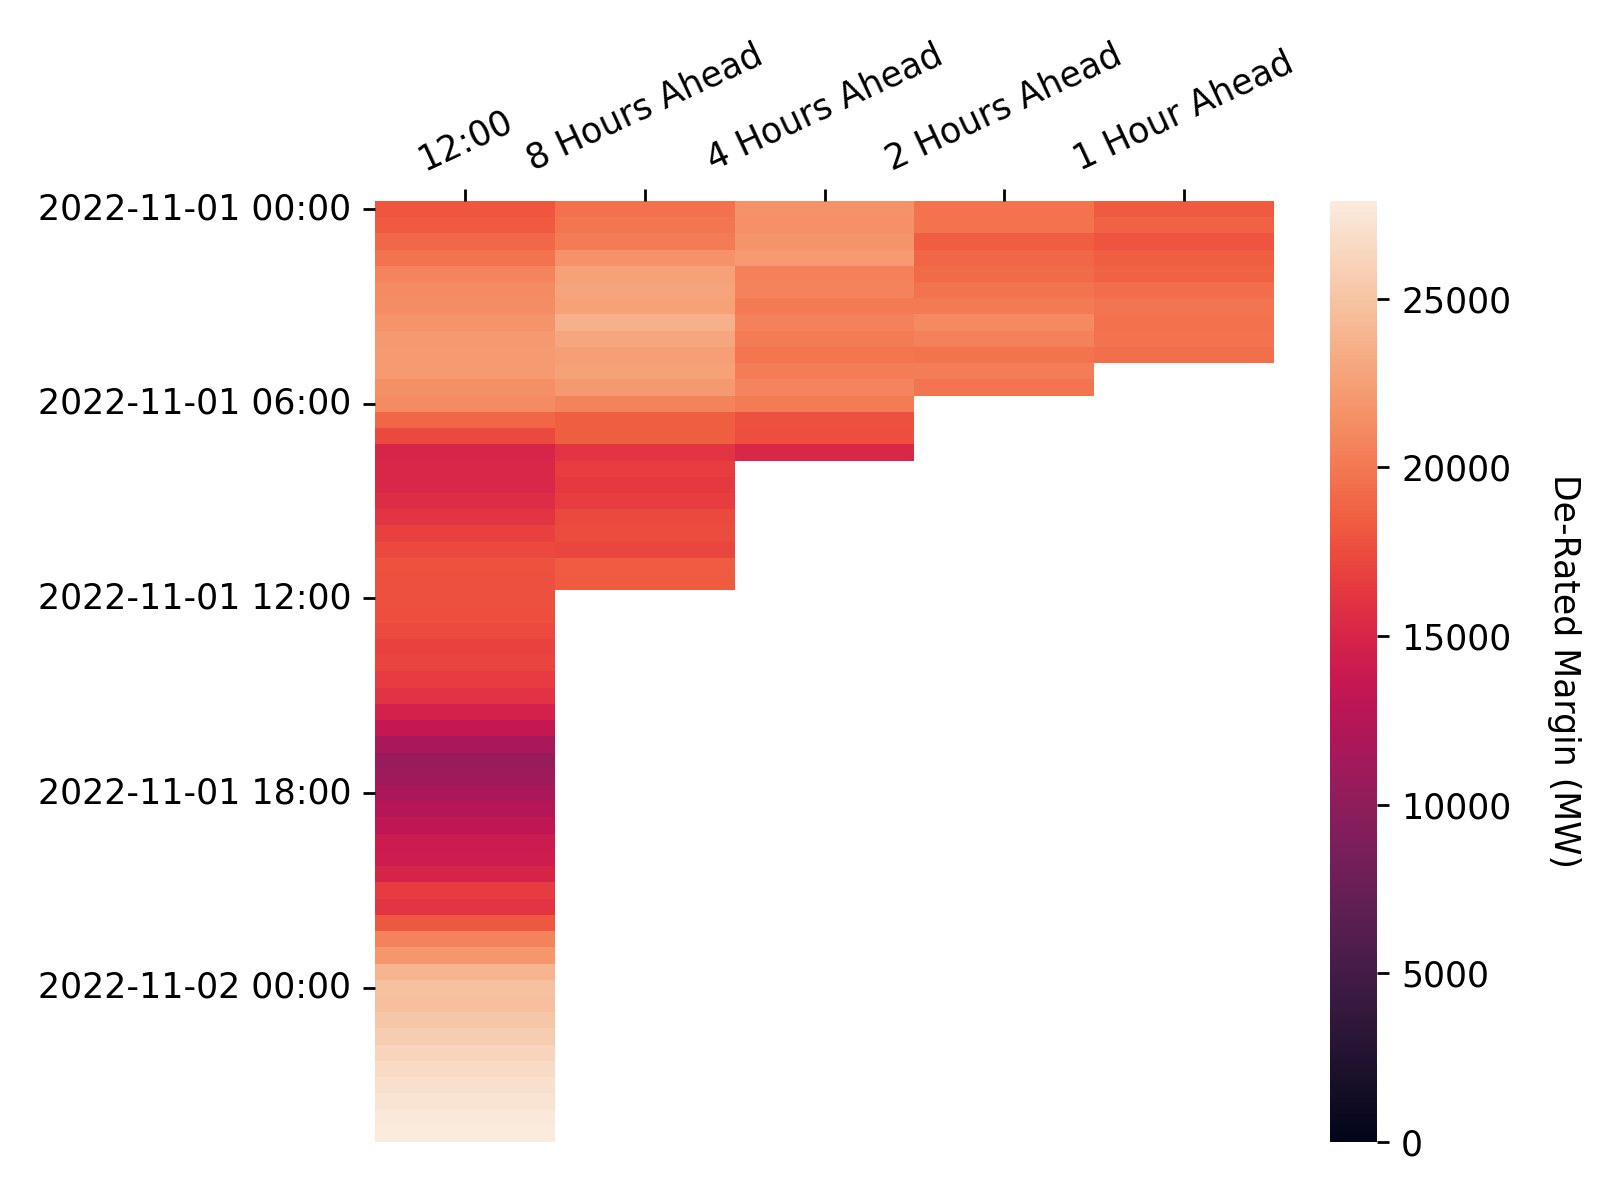 12:00
8 Hours Ahead
4 Hours Ahead
2 Hours Ahead
1 Hour Ahead
2022-11-01 00:00
2022-11-01 06:00
2022-11-01 12:00
2022-11-01 18:00
2022-11-02 00:00
25000
20000
15000
10000
5000
0
De-Rated Margin (MW)